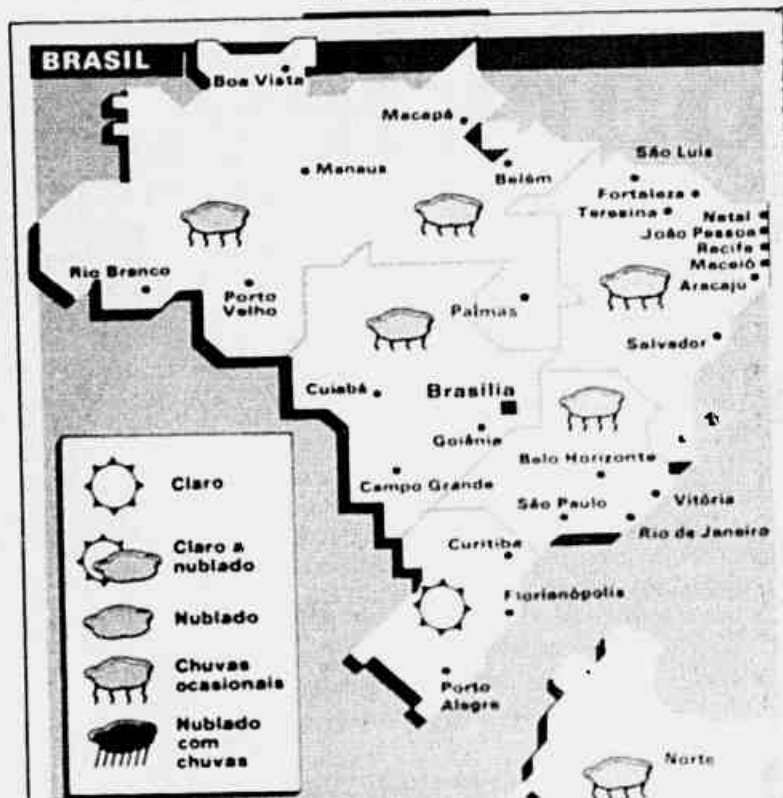 BRASIL
Boa Vista
Macapá
São Luis
Manaus
Belém
Fortaleza
Teresina
Natal
João Pessoa
Recife
Maceió
Aracaju
Rio Branco
Porto
Velho
Palmas
Salvador
Cuiabá
Brasília
Goiânia
Belo Horizonte
Campo Grande
São Paulo
Vitória
Rio de Janeiro
Curitiba
Florianópolis
Porto
Alegre
Claro
Claro a
nublado
Nublado
Chuvas
ocasionais
Nublado
com
chuvas
Norte